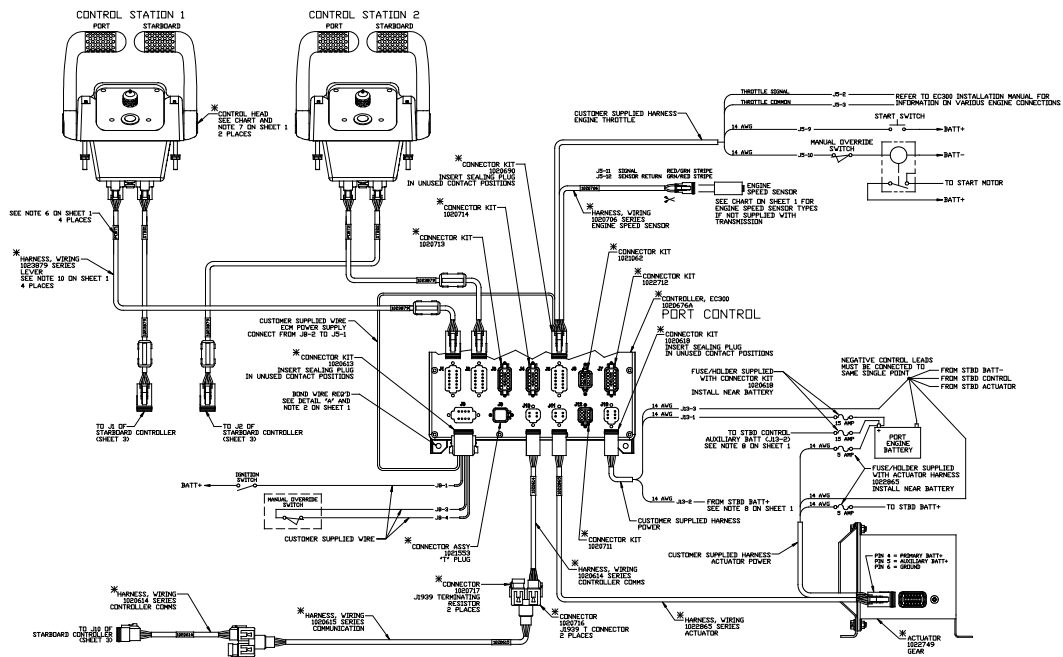 CONTROL STATION 1
PORT STARBOARD
CONTROL STATION 2
PORT STARBOARD
* CONTROL HEAD
SEE CHART AND
NOTE 7 ON SHEET 1
2 PLACES
SEE NOTE 6 ON SHEET 1
4 PLACES
* HARNESS, WIRING
1023879 SERIES
LEVER
SEE NOTE 10 ON SHEET 1
4 PLACES
* CONNECTOR KIT
1020690
INSERT SEALING PLUG
IN UNUSED CONTACT POSITIONS
* CONNECTOR KIT
1020714
* CONNECTOR KIT
1020713
CUSTOMER SUPPLIED HARNESS
ENGINE THROTTLE
THROTTLE SIGNAL J5-2
THROTTLE COMMON J5-3
REFER TO EC300 INSTALLATION MANUAL FOR
INFORMATION ON VARIOUS ENGINE CONNECTIONS
START SWITCH
14 AWG J5-9 BATT+
MANUAL OVERRIDE
SWITCH
14 AWG J5-10 BATT-
TO START MOTOR
BATT+
J5-11 SIGNAL RED/GRN STRIPE
J5-12 SENSOR RETURN GRN/RED STRIPE
1020706
ENGINE
SPEED SENSOR
SEE CHART ON SHEET 1 FOR
ENGINE SPEED SENSOR TYPES
IF NOT SUPPLIED WITH
TRANSMISSION
* HARNESS, WIRING
1020706 SERIES
ENGINE SPEED SENSOR
* CONNECTOR KIT
1021062
* CONNECTOR KIT
1022712
* CONTROLLER, EC300
1020676A
PORT CONTROL
* CONNECTOR KIT
1020618
INSERT SEALING PLUG
IN UNUSED CONTACT POSITIONS
CUSTOMER SUPPLIED WIRE
ECM POWER SUPPLY
CONNECT FROM J8-2 TO J5-1
* CONNECTOR KIT
1020613
INSERT SEALING PLUG
IN UNUSED CONTACT POSITIONS
BOND WIRE REQ'D
SEE DETAIL "A" AND
NOTE 2 ON SHEET 1
TO J1 OF
STARBOARD CONTROLLER
(SHEET 3)
TO J2 OF
STARBOARD CONTROLLER
(SHEET 3)
IGNITION
SWITCH
BATT+ J8-1
MANUAL OVERRIDE
SWITCH
J8-3
J8-4
CUSTOMER SUPPLIED WIRE
* CONNECTOR ASSY
1021553
"T" PLUG
FUSE/HOLDER SUPPLIED
WITH CONNECTOR KIT
1020618
INSTALL NEAR BATTERY
NEGATIVE CONTROL LEADS
MUST BE CONNECTED TO
SAME SINGLE POINT
FROM STBD BATT-
FROM STBD CONTROL
FROM STBD ACTUATOR
14 AWG J13-3
14 AWG J13-1
15 AMP
TO STBD CONTROL
AUXILIARY BATT (J13-2)
SEE NOTE 8 ON SHEET 1
15 AMP
14 AWG
5 AMP
PORT
ENGINE
BATTERY
FUSE/HOLDER SUPPLIED
WITH ACTUATOR HARNESS
1022865
INSTALL NEAR BATTERY
14 AWG J13-2
FROM STBD BATT+
SEE NOTE 8 ON SHEET 1
14 AWG
14 AWG TO STBD BATT+
5 AMP
CUSTOMER SUPPLIED HARNESS
POWER
* CONNECTOR KIT
1020711
* HARNESS, WIRING
1020614 SERIES
CONTROLLER COMMS
CUSTOMER SUPPLIED HARNESS
ACTUATOR POWER
PIN 4 = PRIMARY BATT+
PIN 5 = AUXILIARY BATT+
PIN 6 = GROUND
* CONNECTOR
1020717
J1939 TERMINATING
RESISTOR
2 PLACES
* CONNECTOR
1020716
J1939 T CONNECTOR
2 PLACES
* HARNESS, WIRING
1022865 SERIES
ACTUATOR
* ACTUATOR
1022749
GEAR
* HARNESS, WIRING
1020614 SERIES
CONTROLLER COMMS
TO J10 OF
STARBOARD CONTROLLER
(SHEET 3)
1020614
* HARNESS, WIRING
1020615 SERIES
COMMUNICATION
1020615